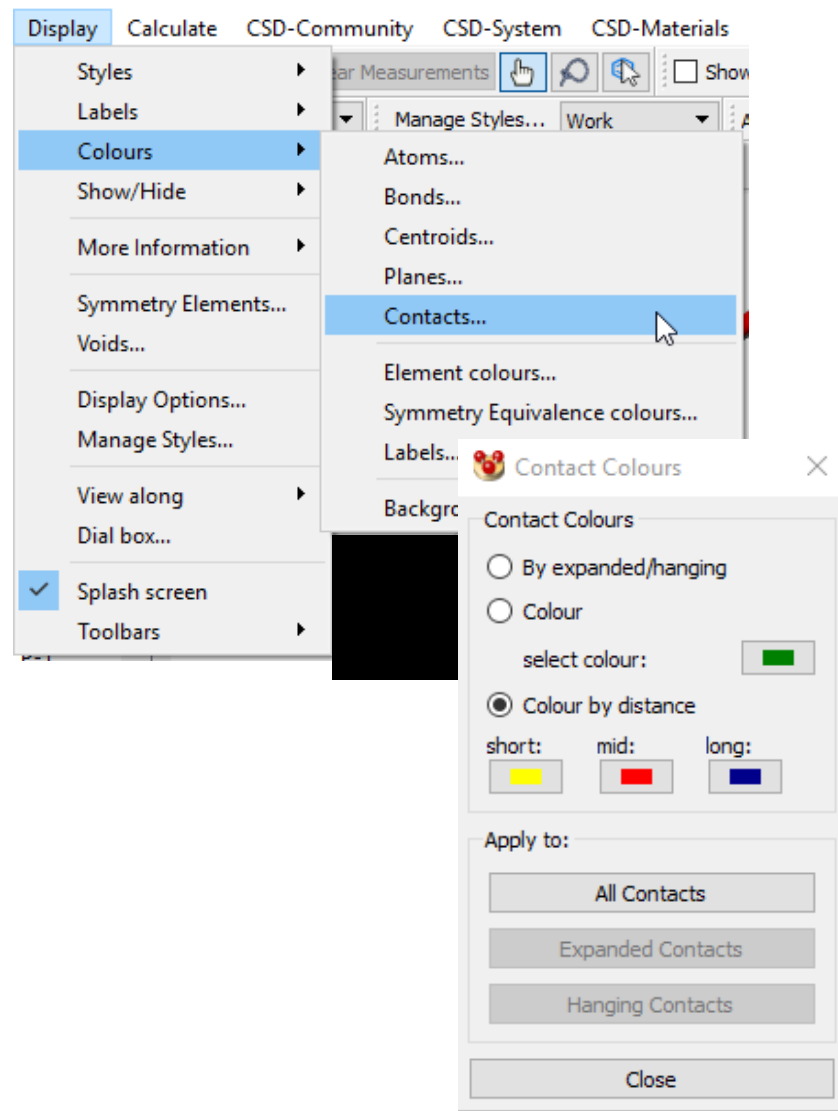 Display Calculate CSD-Community CSD-System CSD-Materials
Measurements Show
Manage Styles... Work
Styles
Labels
Colours
Show/Hide
More Information
Symmetry Elements...
Voids...
Display Options...
Manage Styles...
View along
Dial box...
Splash screen
Toolbars
Atoms...
Bonds...
Centroids...
Planes...
Contacts...
Element colours...
Symmetry Equivalence colours...
Labels...
Backgro
Contact Colours
Contact Colours
By expanded/hanging
Colour
select colour:
Colour by distance
short: mid: long:
Apply to:
All Contacts
Expanded Contacts
Hanging Contacts
Close